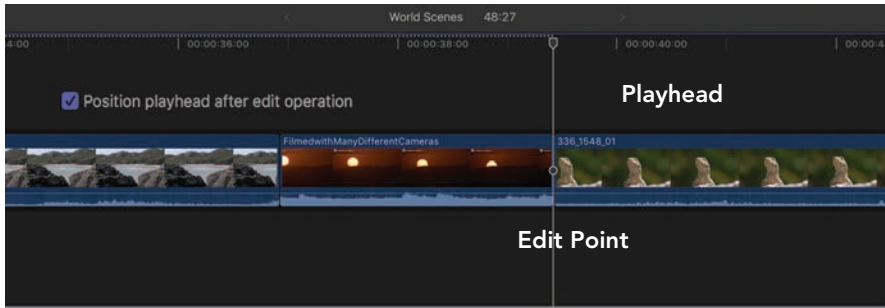 World Scenes 48:27
4:00 00:00:36:00 00:00:38:00 00:00:40:00 00:00:4
Position playhead after edit operation
Playhead
FilmedwithManyDifferentCameras 336_1548_01
Edit Point